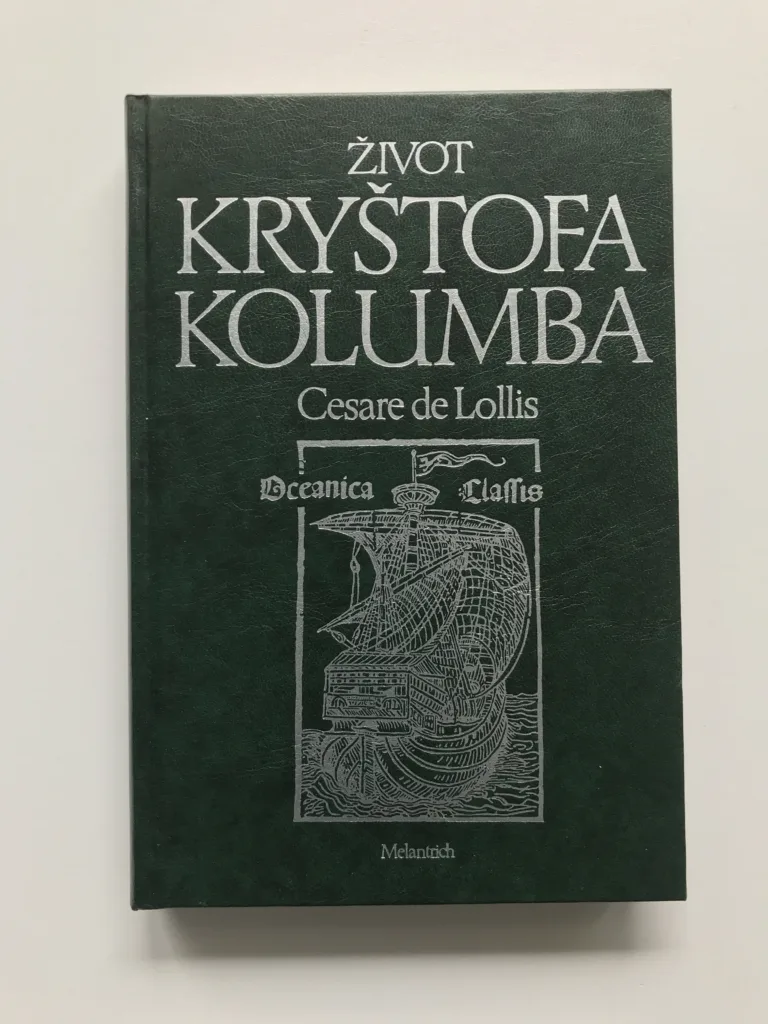 ŽIVOT
KRYŠTOFA
KOLUMBA
Cesare de Lollis
Oceanica Classis
Melantrich